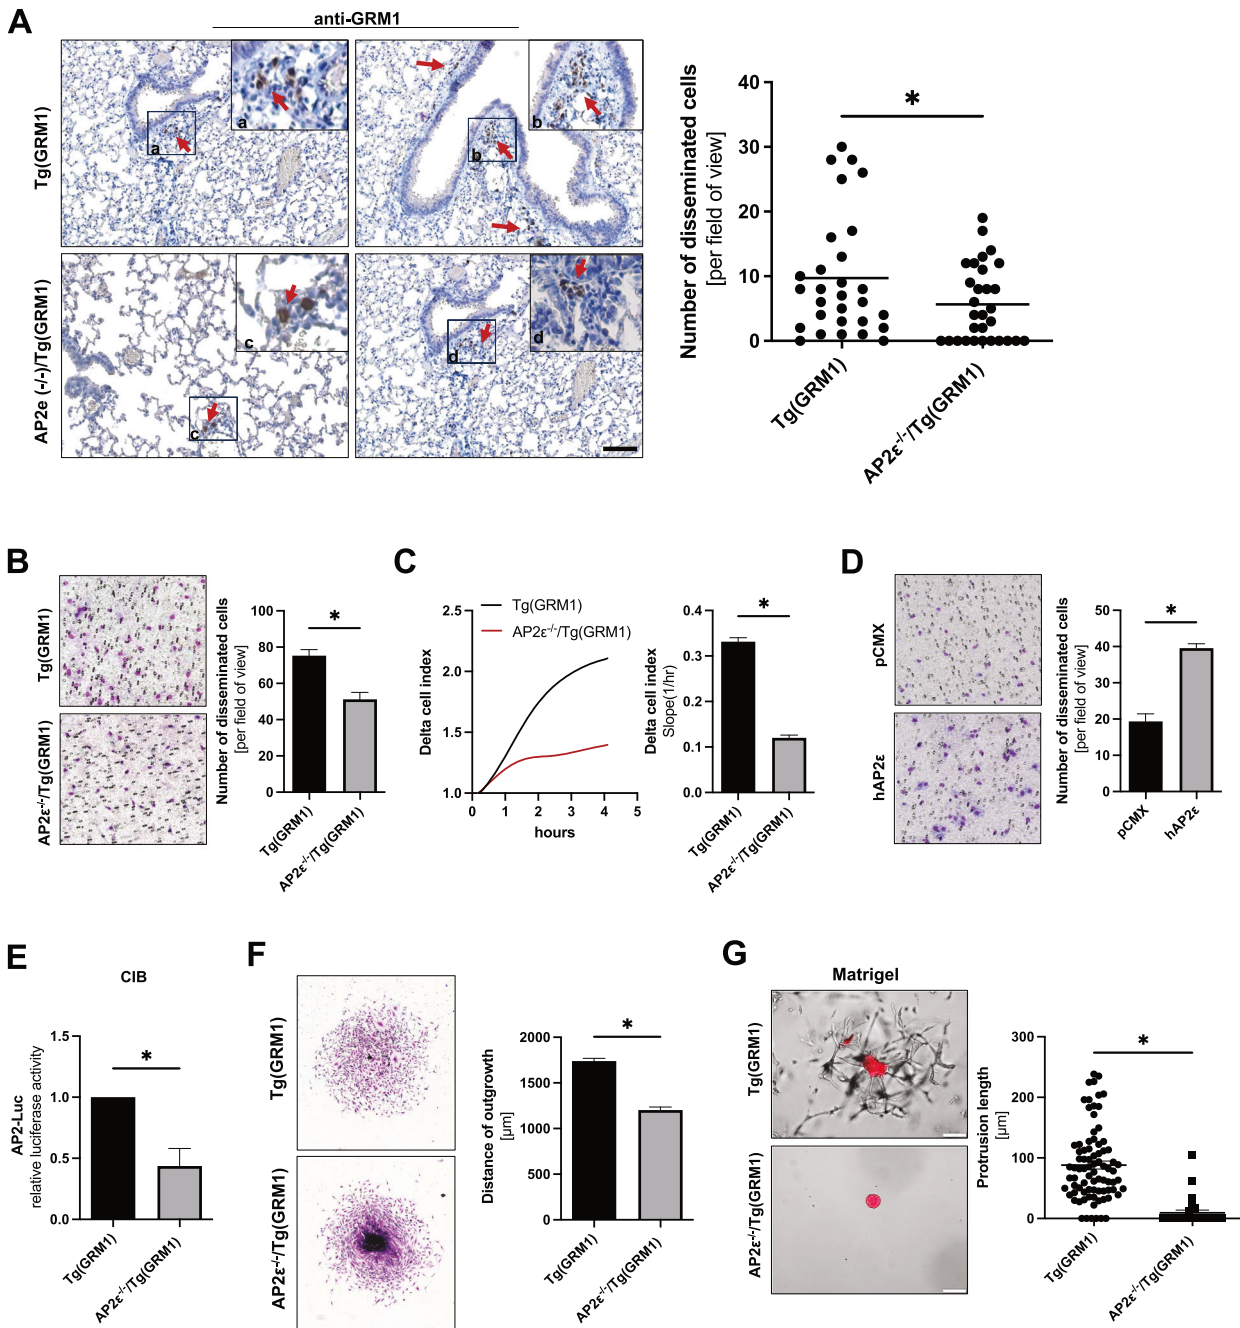 A
anti-GRM1
Tg(GRM1)
a
a
b
b
AP2e (-/-)/Tg(GRM1)
c
c
d
d
Number of disseminated cells
[per field of view]
40
30
20
10
0
*
Tg(GRM1)
AP2ε-/-/Tg(GRM1)
B
Tg(GRM1)
AP2ε-/-/Tg(GRM1)
Number of disseminated cells
[per field of view]
100
80
60
40
20
0
*
Tg(GRM1)
AP2ε-/-/Tg(GRM1)
C
Delta cell index
2.5
2.0
1.5
1.0
0 1 2 3 4 5
hours
Tg(GRM1)
AP2ε-/-/Tg(GRM1)
Delta cell index
Slope(1/hr)
0.4
0.3
0.2
0.1
0.0
*
Tg(GRM1)
AP2ε-/-/Tg(GRM1)
D
pCMX
hAP2ε
Number of disseminated cells
[per field of view]
50
40
30
20
10
0
*
pCMX
hAP2ε
E
CIB
AP2-Luc
relative luciferase activity
1.5
1.0
0.5
0.0
*
Tg(GRM1)
AP2ε-/-/Tg(GRM1)
F
Tg(GRM1)
AP2ε-/-/Tg(GRM1)
Distance of outgrowth
[µm]
2000
1500
1000
500
0
*
Tg(GRM1)
AP2ε-/-/Tg(GRM1)
G
Matrigel
Tg(GRM1)
AP2ε-/-/Tg(GRM1)
Protrusion length
[µm]
300
200
100
0
*
Tg(GRM1)
AP2ε-/-/Tg(GRM1)